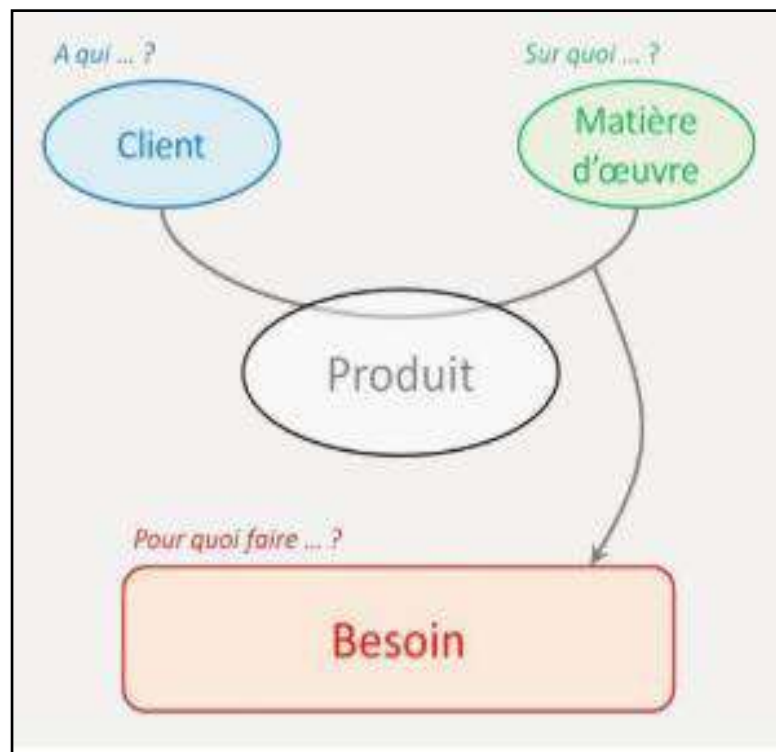 A qui ... ?
Sur quoi ... ?
Client
Matière
d'œuvre
Produit
Pour quoi faire ... ?
Besoin